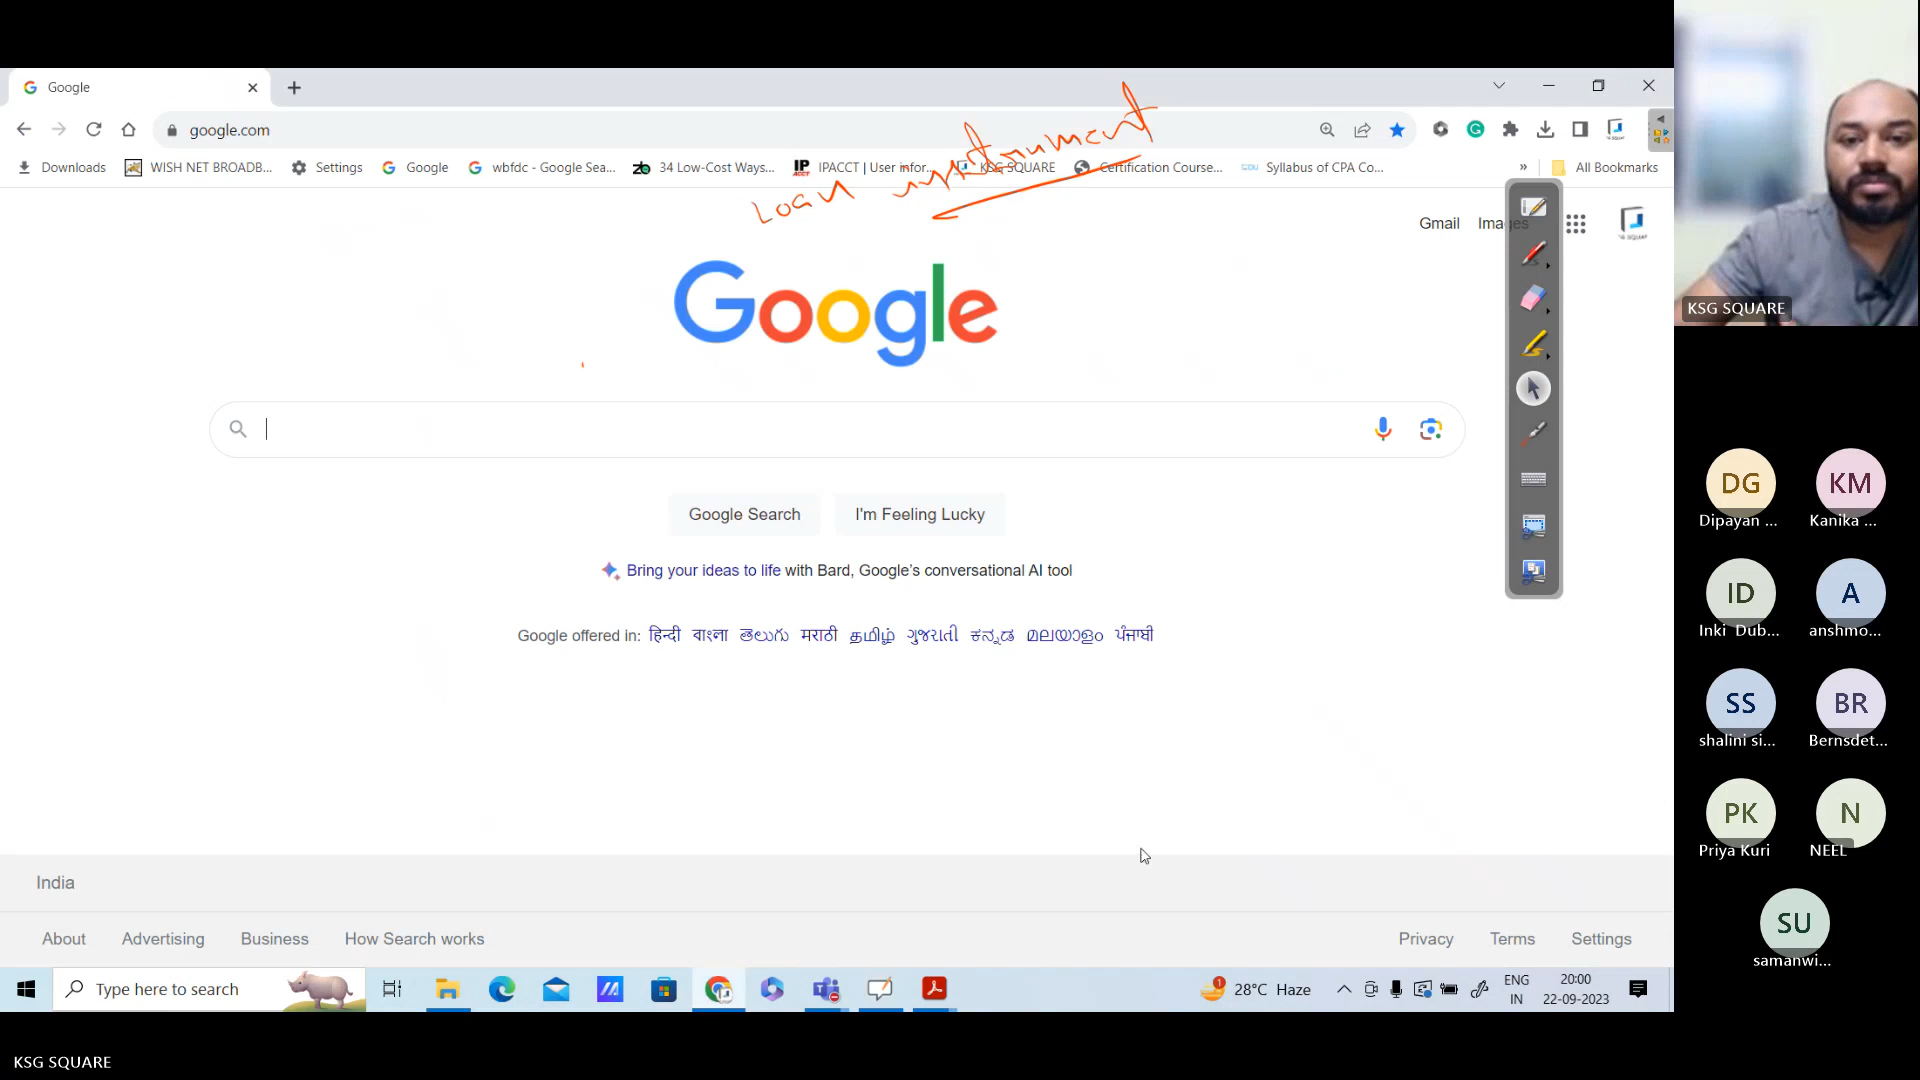 Google
google.com
Downloads WISH NET BROADB... Settings Google wbfdc - Google Sea... 34 Low-Cost Ways... IPACCT | User infor... KSG SQUARE Certification Course... Syllabus of CPA Co... » All Bookmarks
Loan instrument
Gmail Images
Google
KSG SQUARE
Google Search I'm Feeling Lucky
Bring your ideas to life with Bard, Google's conversational AI tool
Google offered in: हिन्दी বাংলা తెలుగు मराठी தமிழ் ગુજરાતી ಕನ್ನಡ മലയാളം ਪੰਜਾਬੀ
DG KM
Dipayan ... Kanika ...
ID A
Inki Dub... anshmo...
SS BR
shalini si... Bernsdet...
PK N
Priya Kuri NEEL
SU
samanwi...
India
About Advertising Business How Search works Privacy Terms Settings
Type here to search 1 28°C Haze ENG IN 20:00 22-09-2023
KSG SQUARE